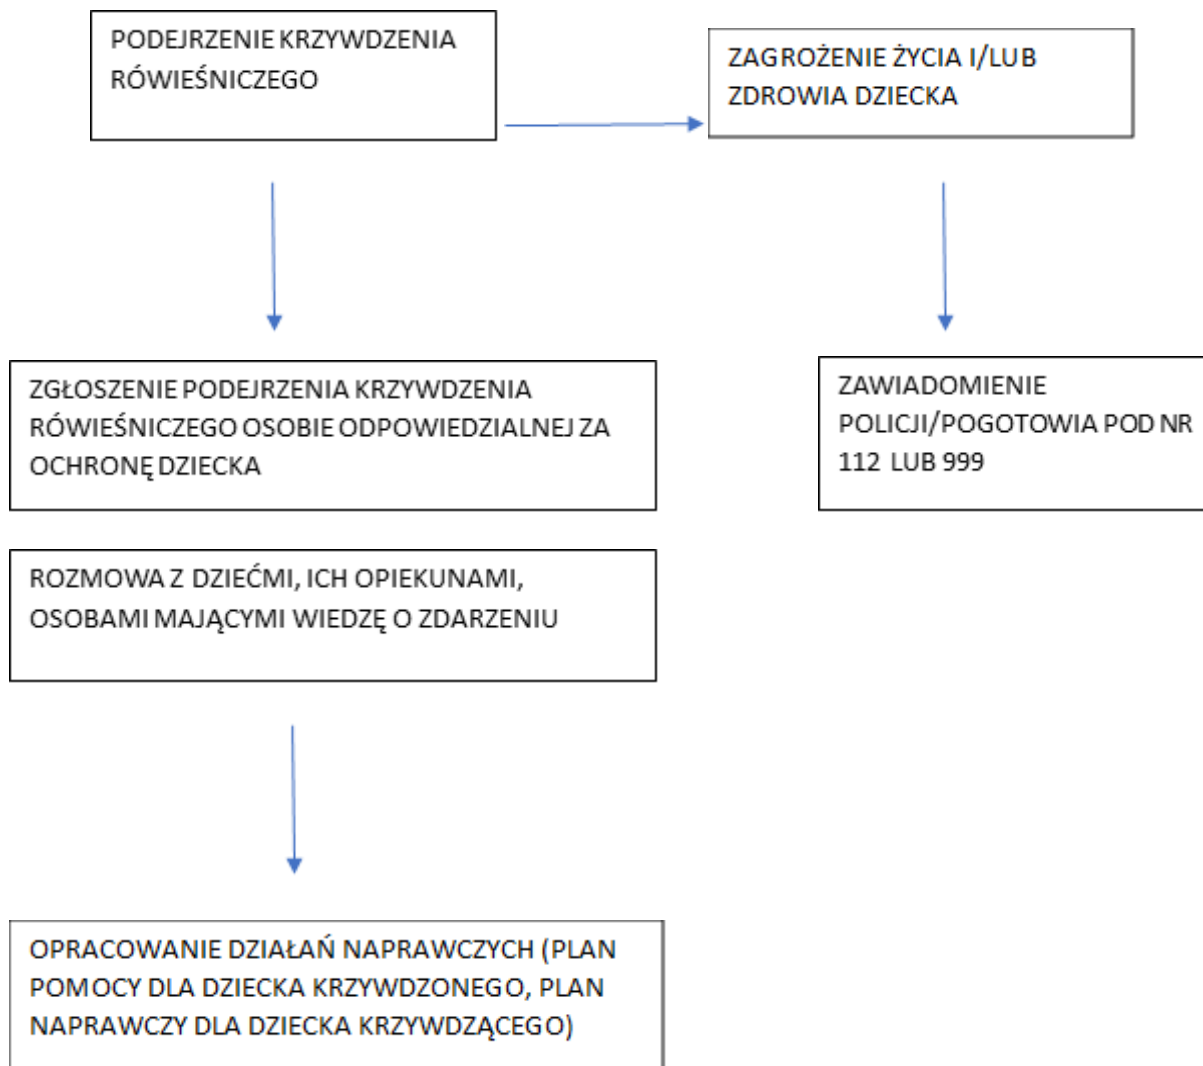 PODEJRZENIE KRZYWDZENIA
RÓWIEŚNICZEGO
ZAGROŻENIE ŻYCIA I/LUB
ZDROWIA DZIECKA
ZGŁOSZENIE PODEJRZENIA KRZYWDZENIA
RÓWIEŚNICZEGO OSOBIE ODPOWIEDZIALNEJ ZA
OCHRONĘ DZIECKA
ZAWIADOMIENIE
POLICJI/POGOTOWIA POD NR
112 LUB 999
ROZMOWA Z DZIEĆMI, ICH OPIEKUNAMI,
OSOBAMI MAJĄCYMI WIEDZĘ O ZDARZENIU
OPRACOWANIE DZIAŁAŃ NAPRAWCZYCH (PLAN
POMOCY DLA DZIECKA KRZYWDZONEGO, PLAN
NAPRAWCZY DLA DZIECKA KRZYWDZĄCEGO)